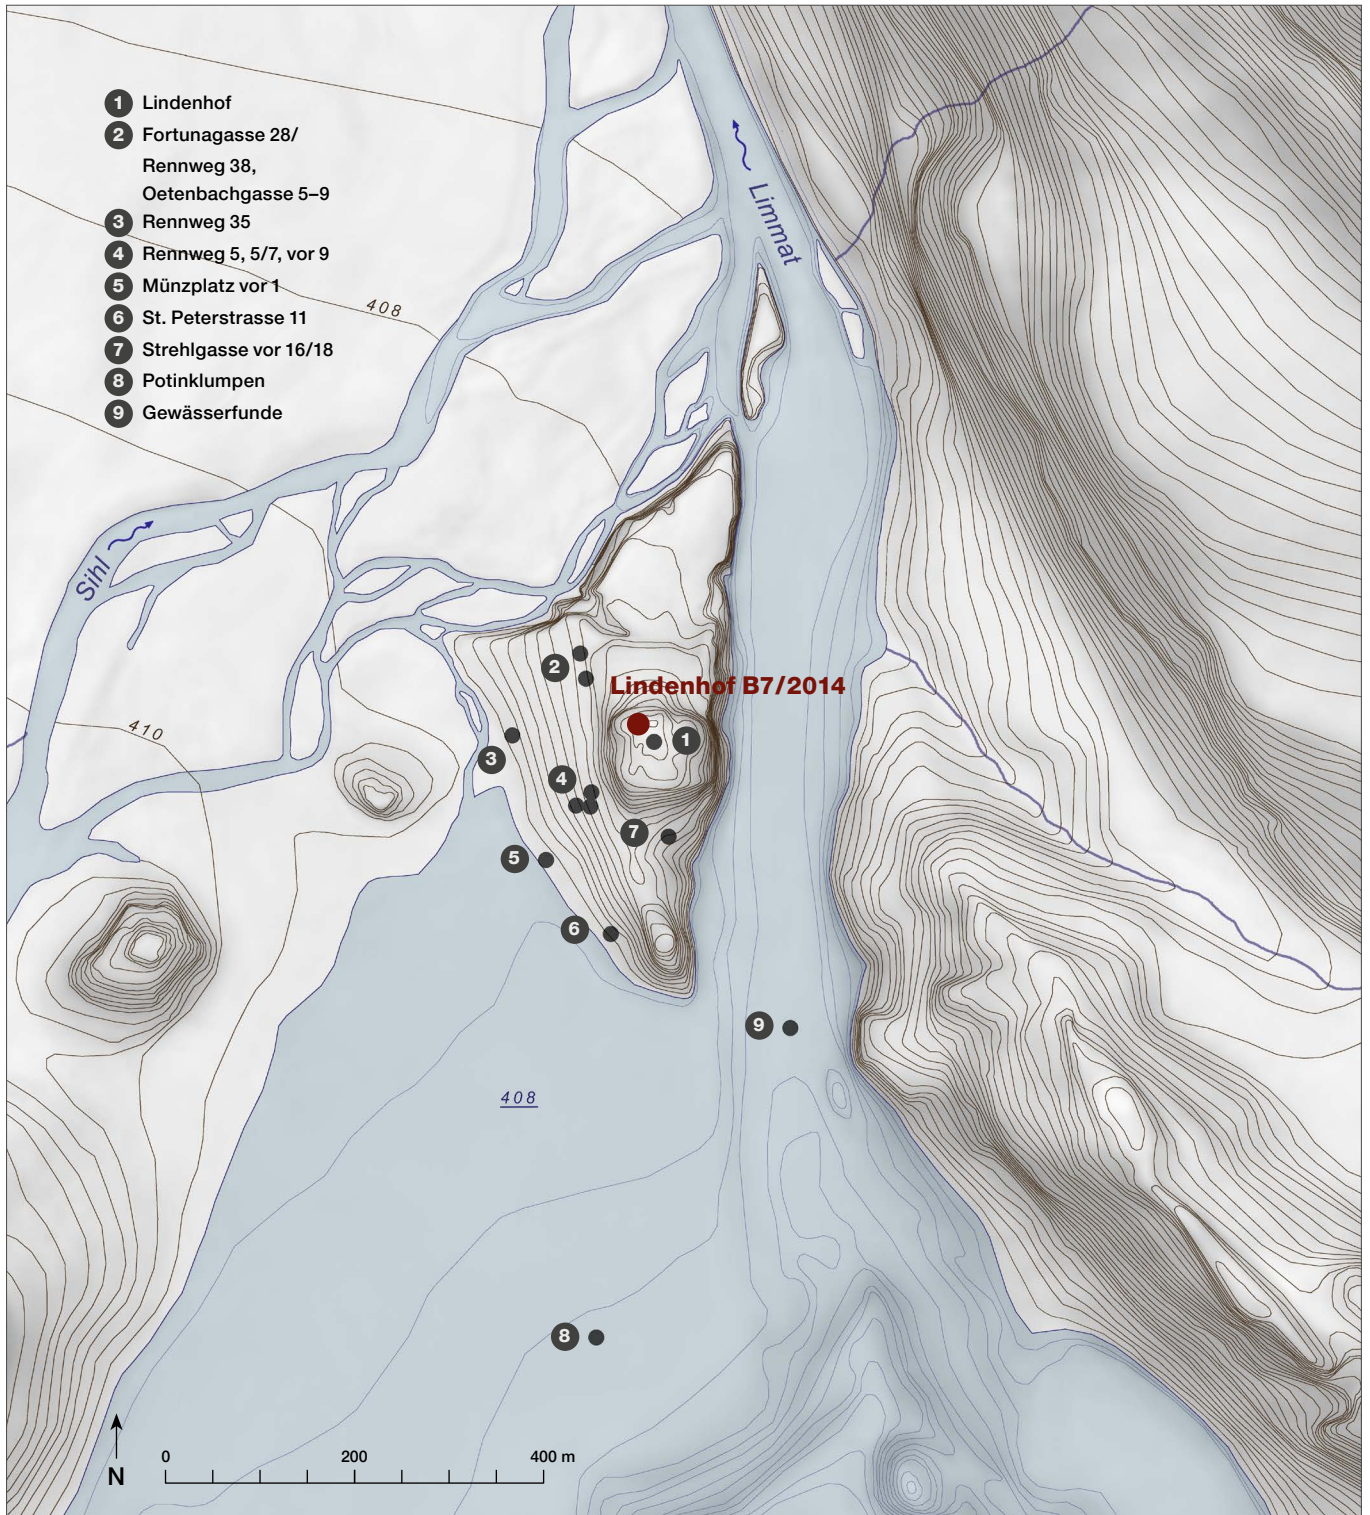 1 Lindenhof
2 Fortunagasse 28/
Rennweg 38,
Oetenbachgasse 5–9
3 Rennweg 35
4 Rennweg 5, 5/7, vor 9
5 Münzplatz vor 1
6 St. Peterstrasse 11
7 Strehlgasse vor 16/18
8 Potinklumpen
9 Gewässerfunde
Limmat
408
Sihl
410
2
Lindenhof B7/2014
1
3
4
7
5
6
9
408
8
N
0 200 400 m